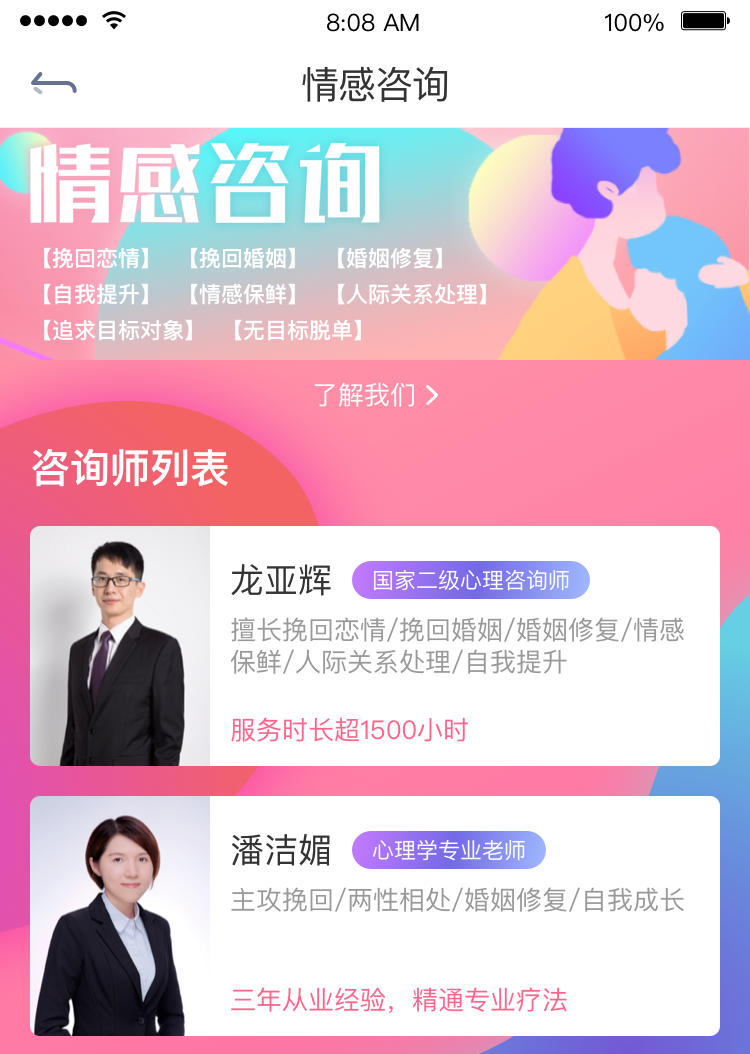 8:08 AM
100%
情感咨询
情感咨询
【挽回恋情】 【挽回婚姻】 【婚姻修复】
【自我提升】 【情感保鲜】 【人际关系处理】
【追求目标对象】 【无目标脱单】
了解我们
咨询师列表
龙亚辉 国家二级心理咨询师
擅长挽回恋情/挽回婚姻/婚姻修复/情感
保鲜/人际关系处理/自我提升
服务时长超1500小时
潘洁媚 心理学专业老师
主攻挽回/两性相处/婚姻修复/自我成长
三年从业经验，精通专业疗法